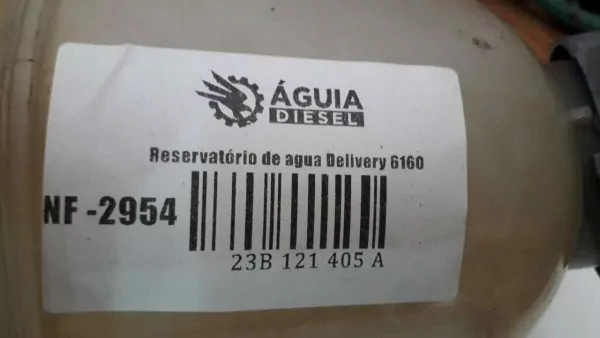 ÁGUIA
DIESEL
Reservatório de agua Delivery 6160
NF -2954
23B 121 405 A